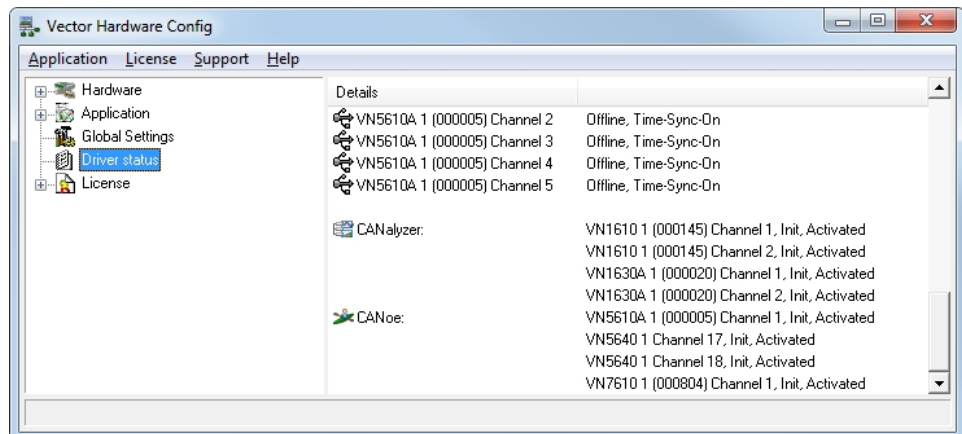 Vector Hardware Config
Application License Support Help
Hardware
Application
Global Settings
Driver status
License
Details
VN5610A 1 (000005) Channel 2 Offline, Time-Sync-On
VN5610A 1 (000005) Channel 3 Offline, Time-Sync-On
VN5610A 1 (000005) Channel 4 Offline, Time-Sync-On
VN5610A 1 (000005) Channel 5 Offline, Time-Sync-On
CANalyzer: VN1610 1 (000145) Channel 1, Init, Activated
VN1610 1 (000145) Channel 2, Init, Activated
VN1630A 1 (000020) Channel 1, Init, Activated
VN1630A 1 (000020) Channel 2, Init, Activated
CANoe: VN5610A 1 (000005) Channel 1, Init, Activated
VN5640 1 Channel 17, Init, Activated
VN5640 1 Channel 18, Init, Activated
VN7610 1 (000804) Channel 1, Init, Activated